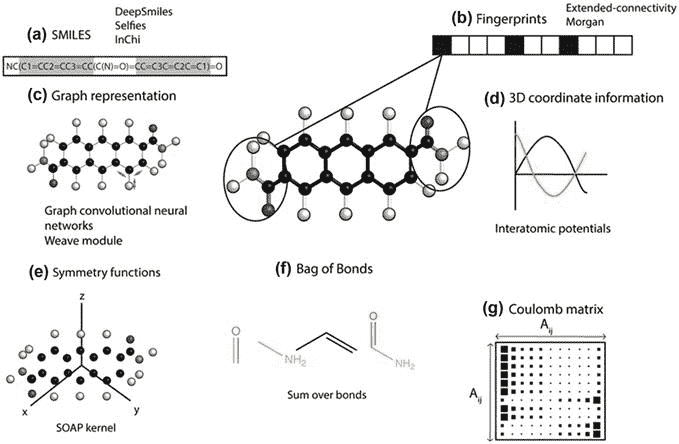 (a) SMILES
DeepSmiles
Selfies
InChi
NC(C1=CC2=CC3=CC(C(N)=O)=CC=C3C=C2C=C1)=O
(b) Fingerprints
Extended-connectivity
Morgan
(c) Graph representation
Graph convolutional neural
networks
Weave module
(d) 3D coordinate information
Interatomic potentials
(e) Symmetry functions
z
x
y
SOAP kernel
(f) Bag of Bonds
O
NH2
O
NH2
Sum over bonds
(g) Coulomb matrix
Aij
Aij